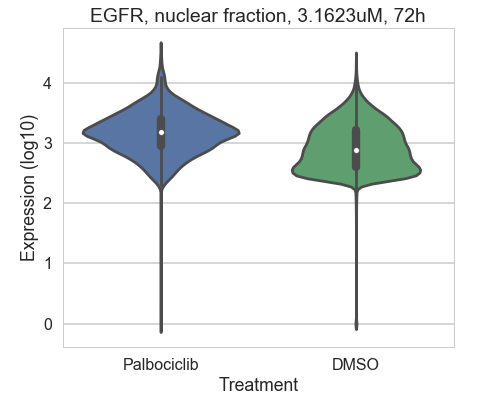 EGFR, nuclear fraction, 3.1623uM, 72h
Expression (log10)
4
3
2
1
0
Palbociclib DMSO
Treatment